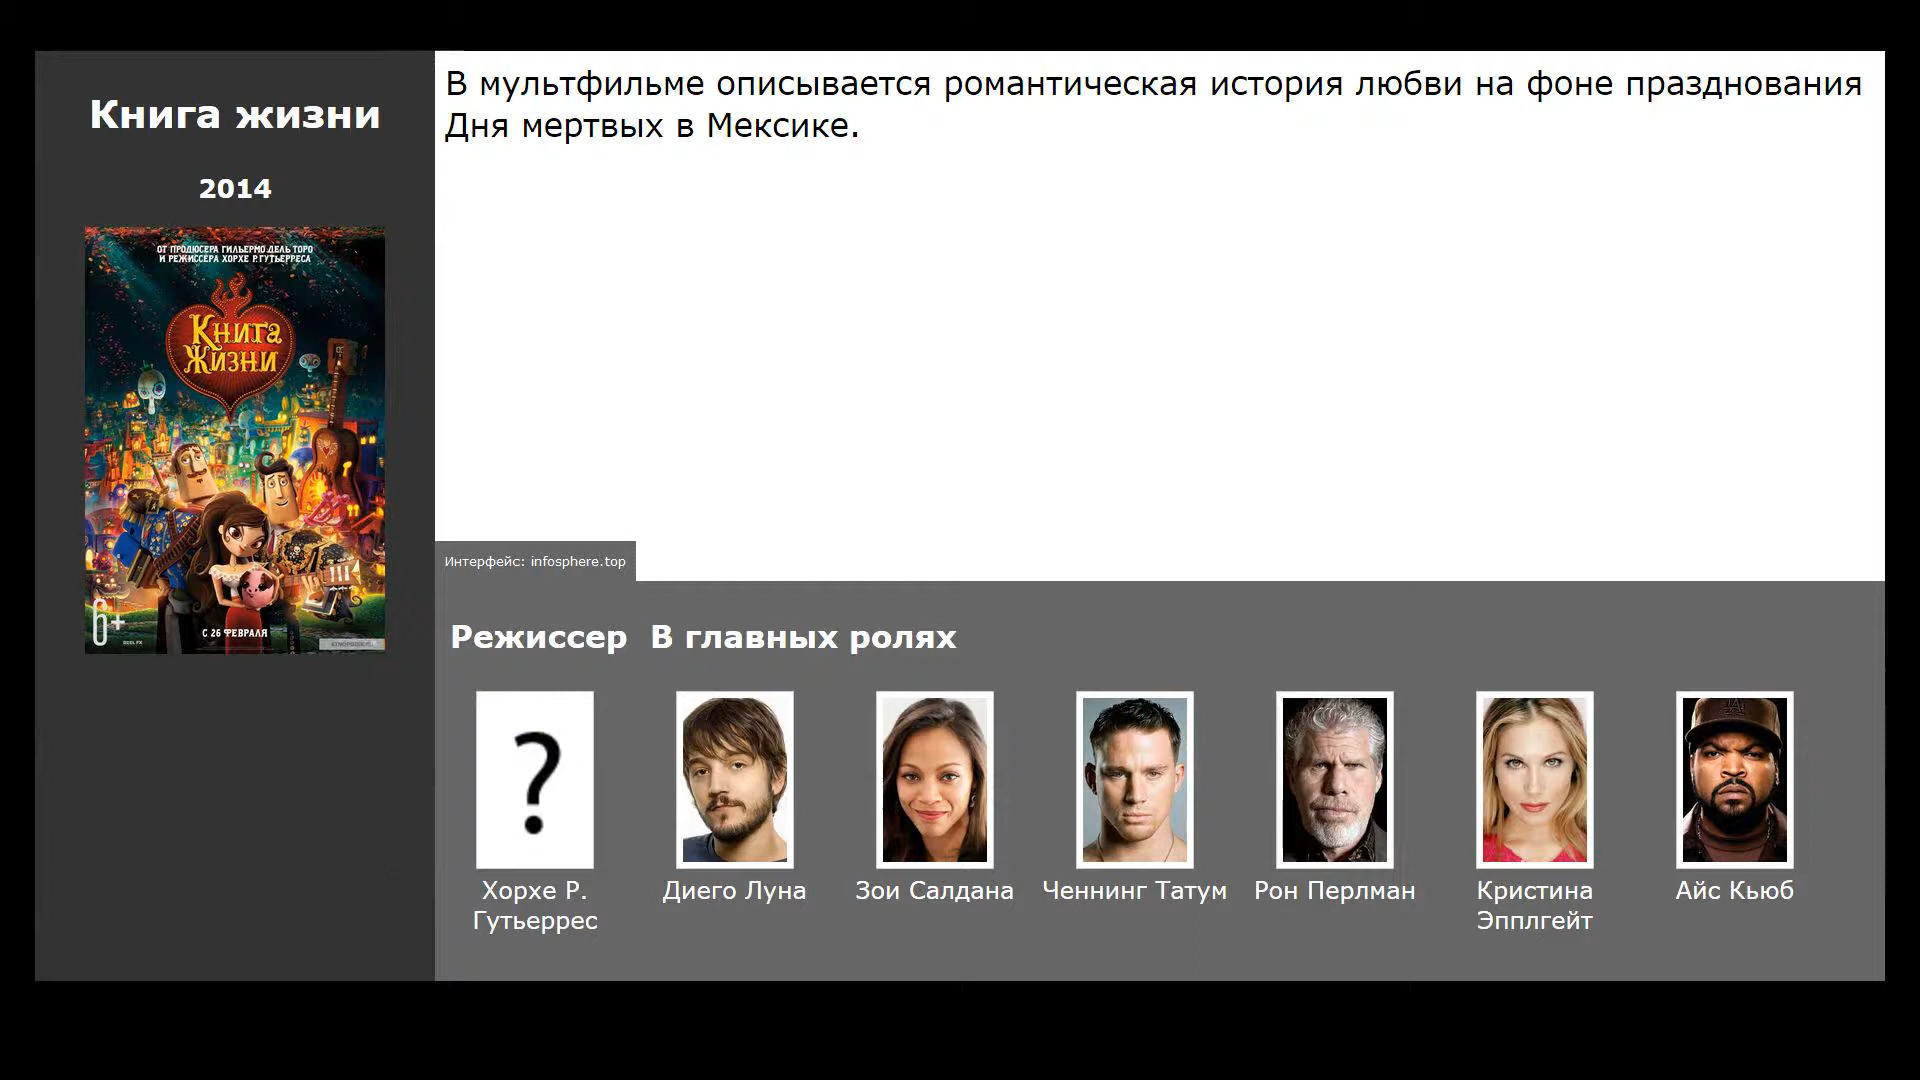 Книга жизни
2014
ОТ ПРОДЮСЕРА ГИЛЬЕРМО ДЕЛЬ ТОРО
И РЕЖИССЕРА ХОРХЕ Р. ГУТЬЕРРЕСА
Книга
Жизни
6+
REEL FX
С 26 ФЕВРАЛЯ
В мультфильме описывается романтическая история любви на фоне празднования
Дня мертвых в Мексике.
Интерфейс: infosphere.top
Режиссер В главных ролях
Хорхе Р.
Гутьеррес
Диего Луна
Зои Салдана
Ченнинг Татум
Рон Перлман
Кристина
Эпплгейт
Айс Кьюб